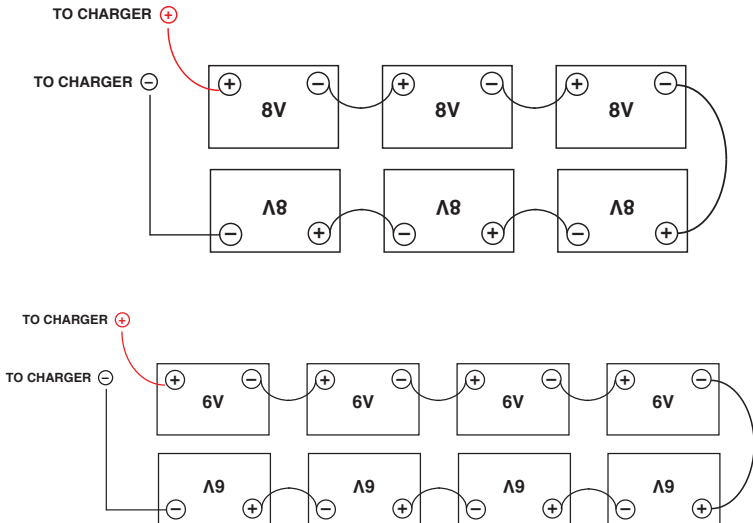 TO CHARGER +
TO CHARGER −
+ − + − + −
8V 8V 8V
8V 8V 8V
− + − + − +
TO CHARGER +
TO CHARGER −
+ − + − + − + −
6V 6V 6V 6V
6V 6V 6V 6V
− + − + − + − +